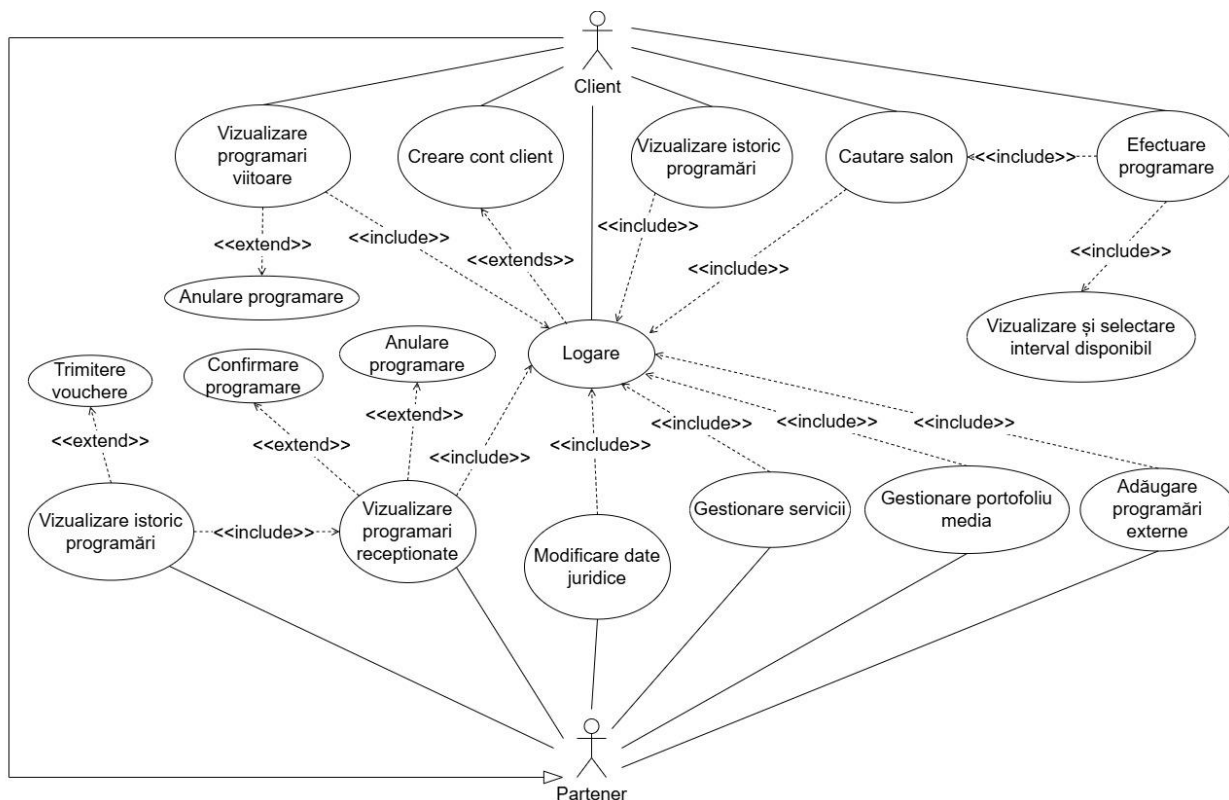 Client
Vizualizare
programari
viitoare
Creare cont client
Vizualizare istoric
programări
Cautare salon
<<include>>
Efectuare
programare
<<extend>>
<<include>>
<<extends>>
<<include>>
<<include>>
<<include>>
Anulare programare
Vizualizare și selectare
interval disponibil
Logare
Trimitere
vouchere
Confirmare
programare
Anulare
programare
<<extend>>
<<extend>>
<<extend>>
<<include>>
<<include>>
<<include>>
<<include>>
<<include>>
Vizualizare istoric
programări
<<include>>
Vizualizare
programari
receptionate
Modificare date
juridice
Gestionare servicii
Gestionare portofoliu
media
Adăugare
programări
externe
Partener